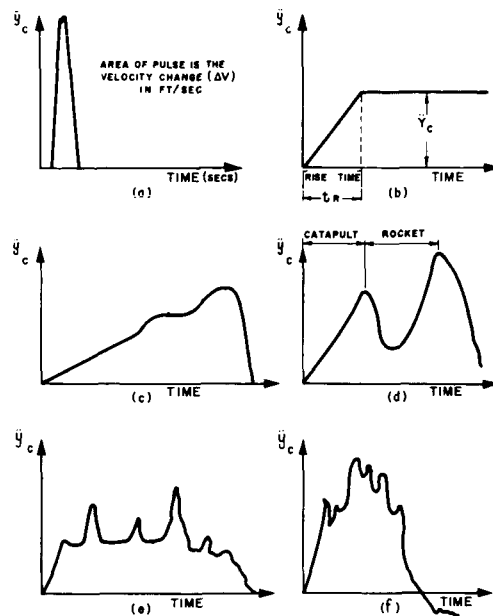 ÿc
AREA OF PULSE IS THE
VELOCITY CHANGE (ΔV)
IN FT/SEC
TIME (SECS)
(a)
ÿc
Ÿc
RISE TIME
TIME
tR
(b)
ÿc
TIME
(c)
CATAPULT
ROCKET
ÿc
TIME
(d)
ÿc
TIME
(e)
ÿc
TIME
(f)